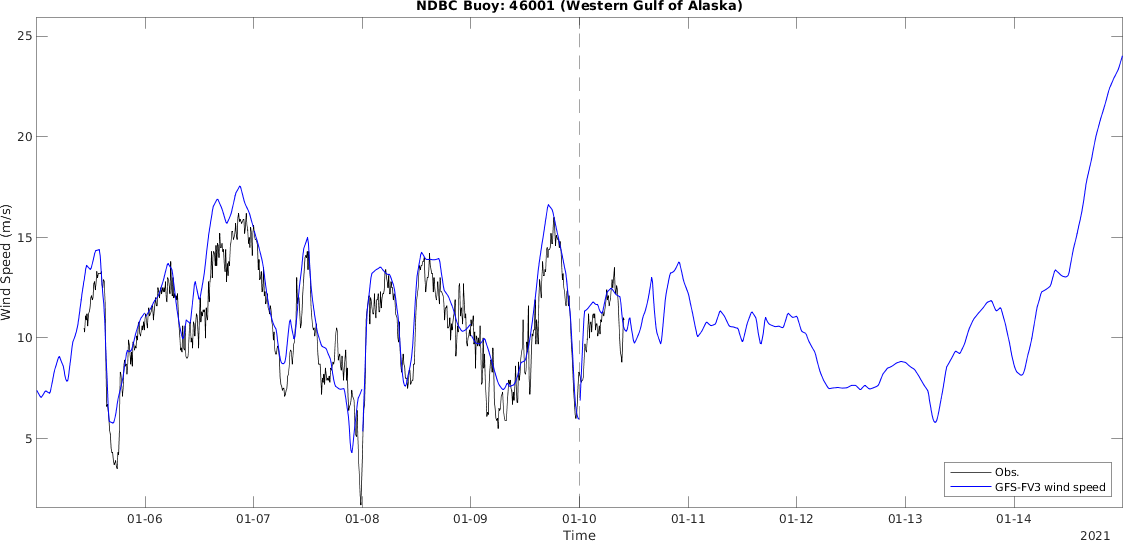 NDBC Buoy: 46001 (Western Gulf of Alaska)
25
20
15
10
5
Wind Speed (m/s)
Obs.
GFS-FV3 wind speed
01-06 01-07 01-08 01-09 01-10 01-11 01-12 01-13 01-14
Time
2021